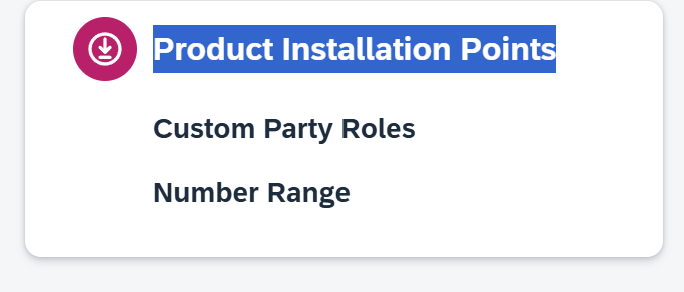 Product Installation Points
Custom Party Roles
Number Range